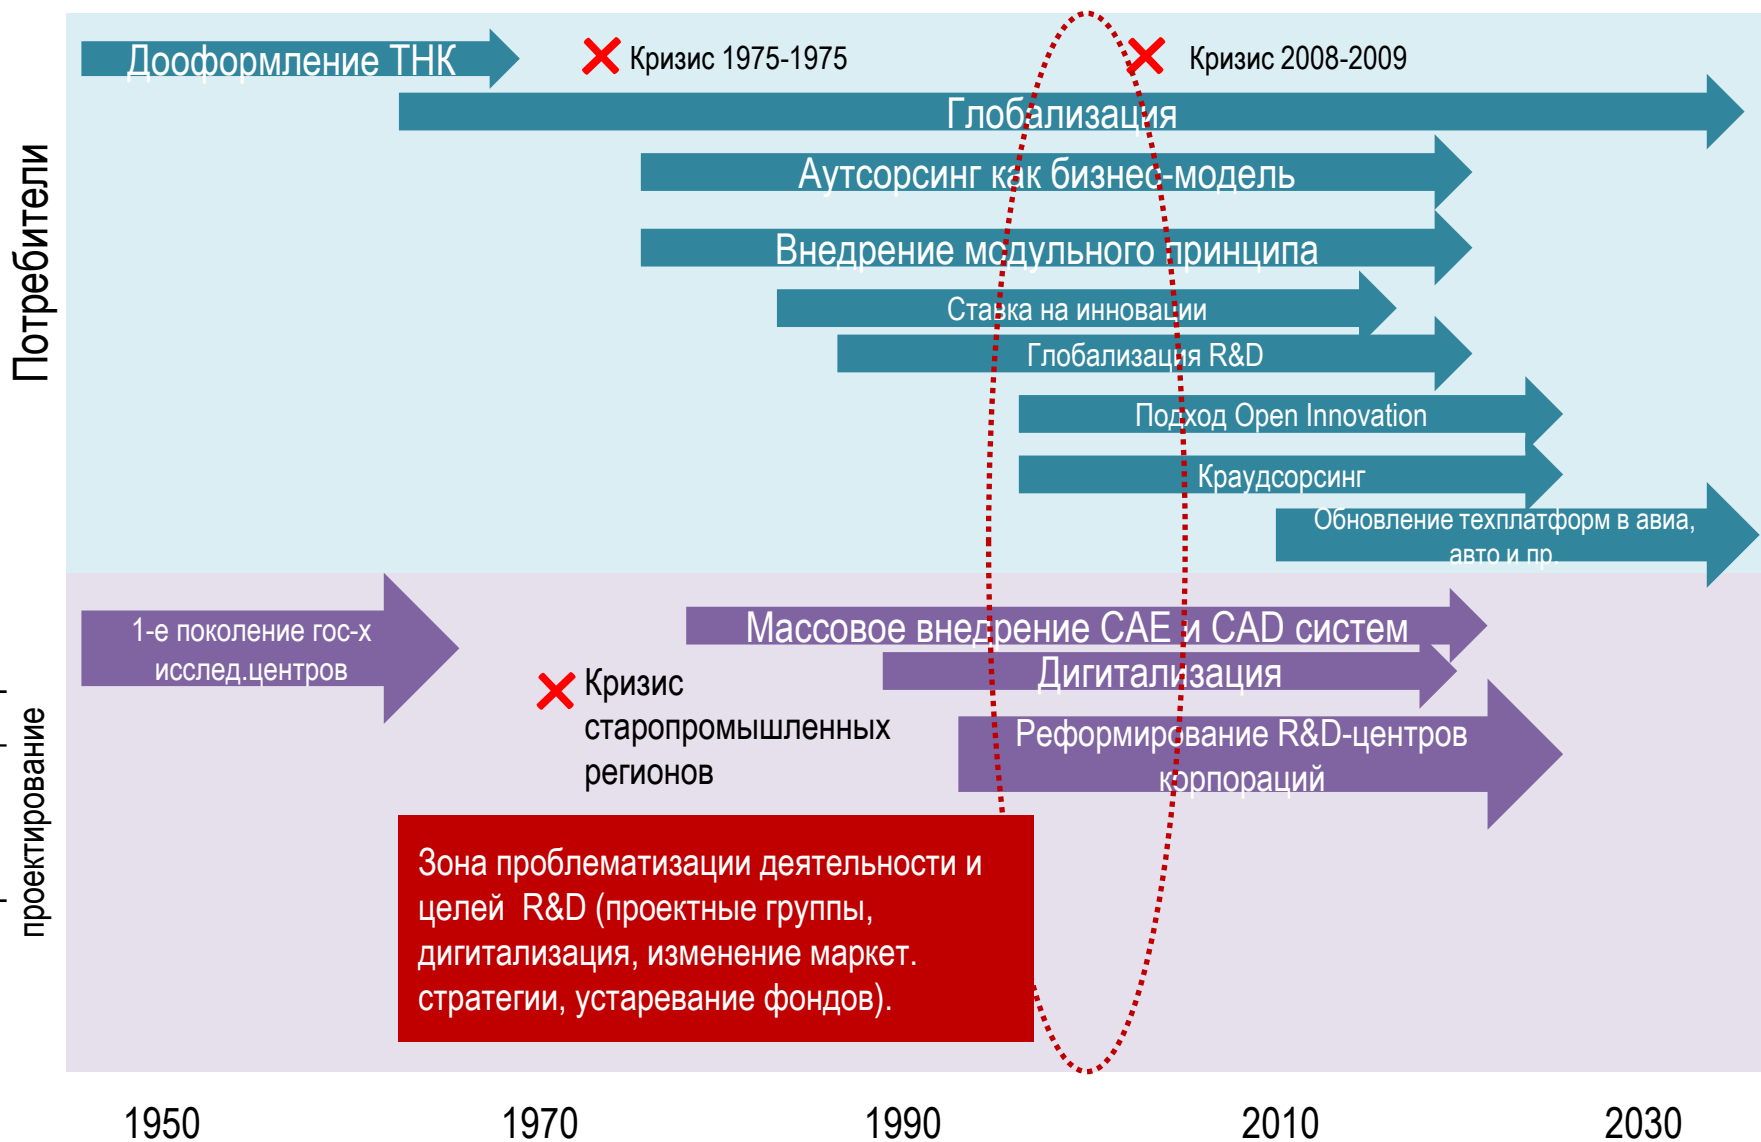 Дооформление ТНК
Кризис 1975-1975
Кризис 2008-2009
Глобализация
Аутсорсинг как бизнес-модель
Внедрение модульного принципа
Ставка на инновации
Глобализация R&D
Подход Open Innovation
Краудсорсинг
Обновление техплатформ в авиа,
авто и пр.
Потребители
1-е поколение гос-х
исслед.центров
Массовое внедрение CAE и CAD систем
Дигитализация
Кризис
старопромышленных
регионов
Реформирование R&D-центров
корпораций
проектирование
Зона проблематизации деятельности и
целей R&D (проектные группы,
дигитализация, изменение маркет.
стратегии, устаревание фондов).
1950
1970
1990
2010
2030